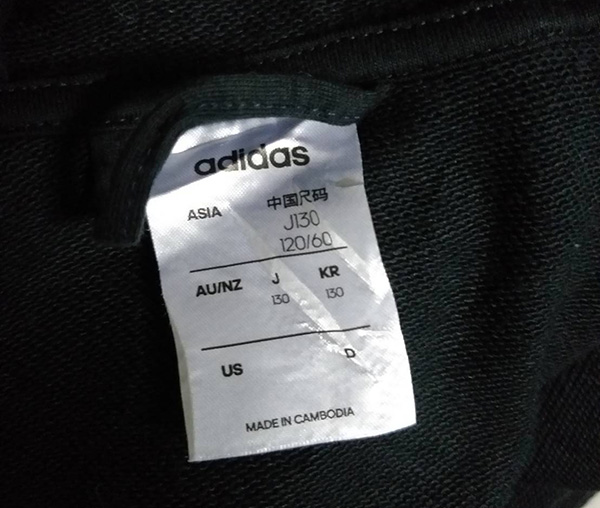 adidas
ASIA 中国尺码
J130
120/60
AU/NZ J KR
130 130
US D
MADE IN CAMBODIA